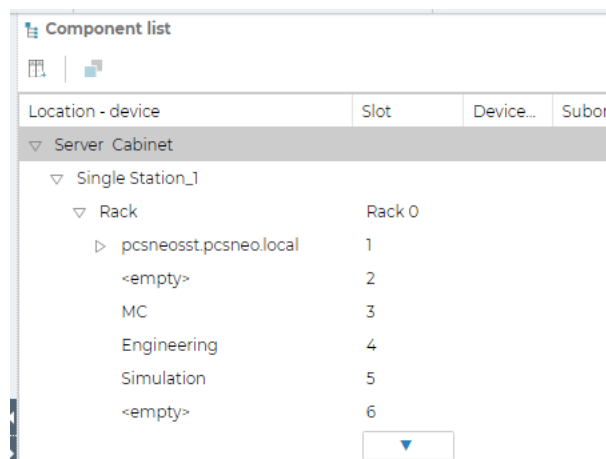 Component list
Location - device Slot Device... Subor
Server Cabinet
Single Station_1
Rack Rack 0
pcsneosst.pcsneo.local 1
<empty> 2
MC 3
Engineering 4
Simulation 5
<empty> 6